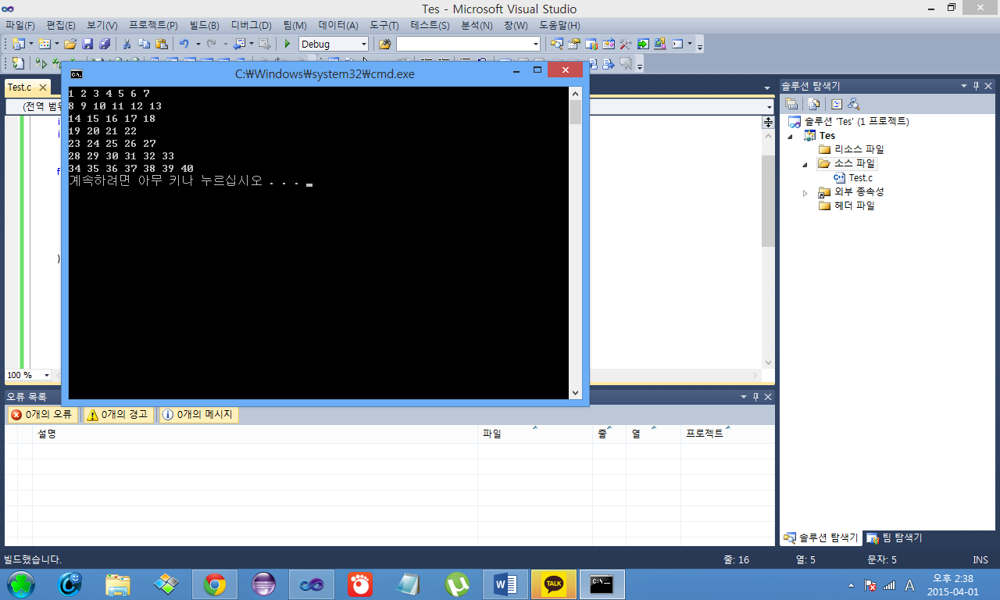 Tes - Microsoft Visual Studio
파일(F) 편집(E) 보기(V) 프로젝트(P) 빌드(B) 디버그(D) 팀(M) 데이터(A) 도구(T) 테스트(S) 분석(N) 창(W) 도움말(H)
Debug
C:\Windows\system32\cmd.exe
Test.c
(전역 범위
1 2 3 4 5 6 7
8 9 10 11 12 13
14 15 16 17 18
19 20 21 22
23 24 25 26 27
28 29 30 31 32 33
34 35 36 37 38 39 40
계속하려면 아무 키나 누르십시오 . . .
i
i
f
}
100 %
솔루션 탐색기
솔루션 'Tes' (1 프로젝트)
Tes
리소스 파일
소스 파일
Test.c
외부 종속성
헤더 파일
솔루션 탐색기 팀 탐색기
오류 목록
0개의 오류 0개의 경고 0개의 메시지
설명 파일 줄 열 프로젝트
빌드했습니다. 줄: 16 열: 5 문자: 5 INS
TALK
A
오후 2:38
2015-04-01